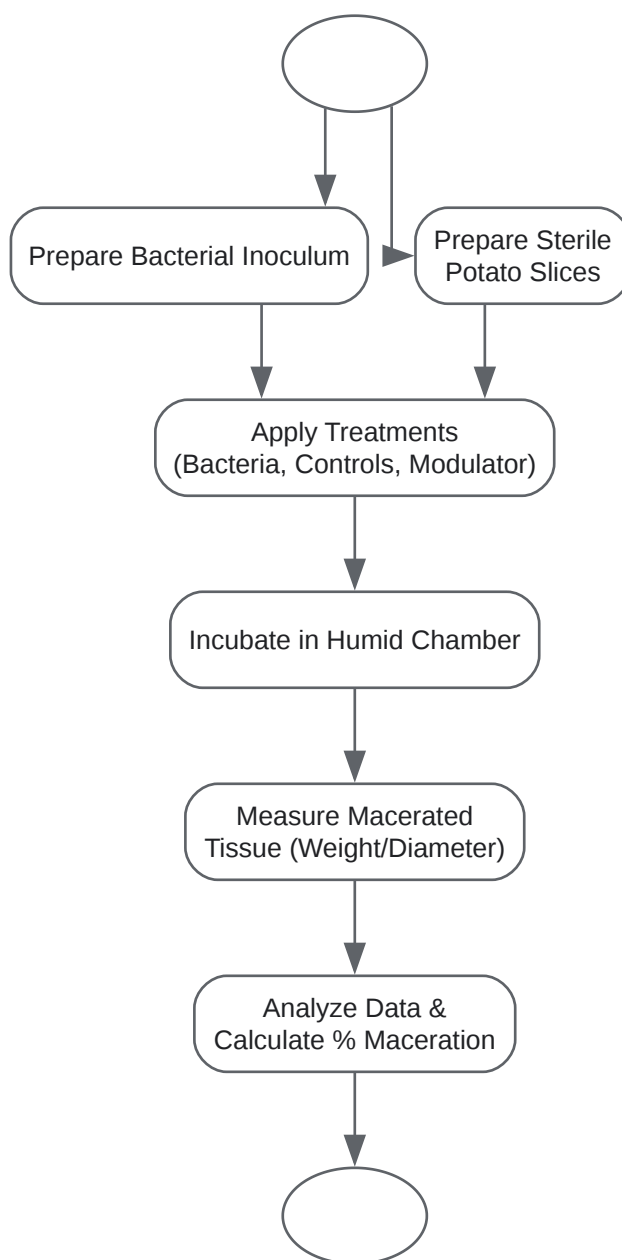 Prepare Bacterial Inoculum
Prepare Sterile
Potato Slices
Apply Treatments
(Bacteria, Controls, Modulator)
Incubate in Humid Chamber
Measure Macerated
Tissue (Weight/Diameter)
Analyze Data &
Calculate % Maceration